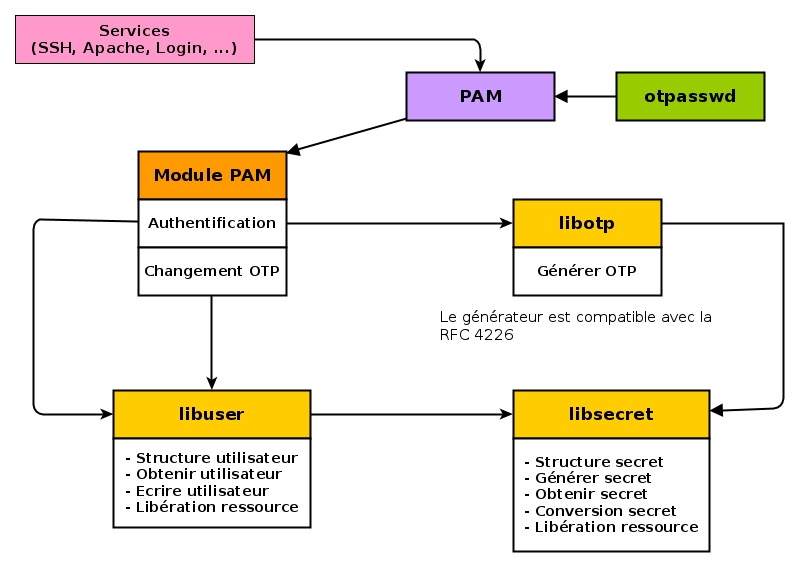 Services
(SSH, Apache, Login, ...)
PAM
otpasswd
Module PAM
Authentification
Changement OTP
libotp
Générer OTP
Le générateur est compatible avec la
RFC 4226
libuser
- Structure utilisateur
- Obtenir utilisateur
- Ecrire utilisateur
- Libération ressource
libsecret
- Structure secret
- Générer secret
- Obtenir secret
- Conversion secret
- Libération ressource